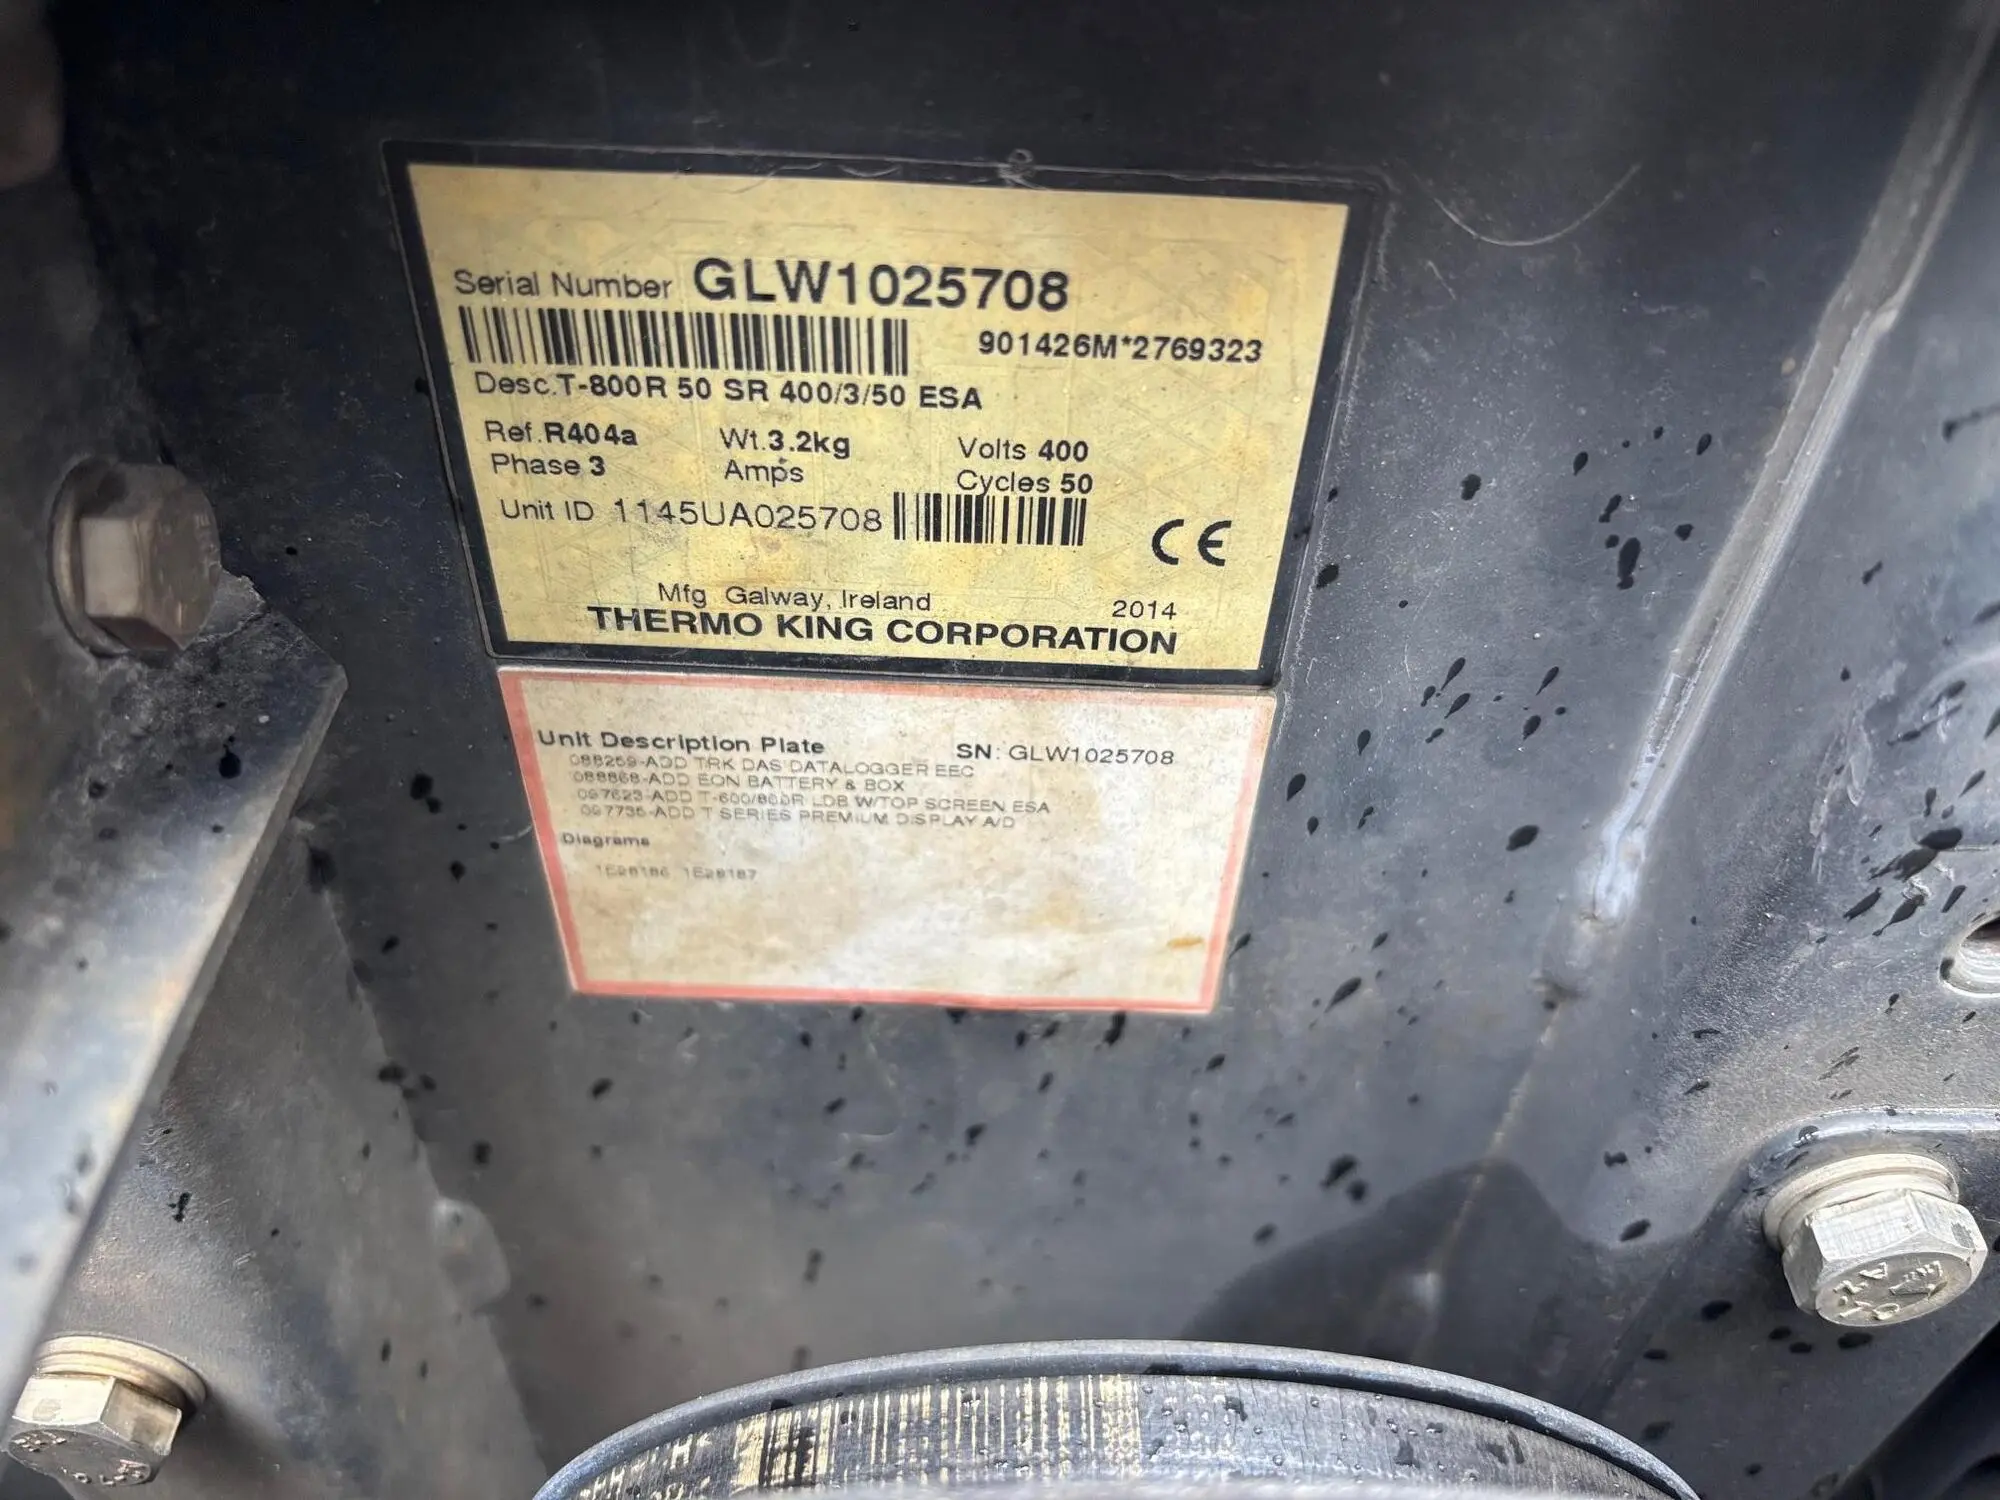 Serial Number GLW1025708
901426M*2769323
Desc.T-800R 50 SR 400/3/50 ESA
Ref.R404a Wt.3.2kg Volts 400
Phase 3 Amps Cycles 50
Unit ID 1145UA025708
CE
Mfg Galway, Ireland 2014
THERMO KING CORPORATION
Unit Description Plate SN: GLW1025708
088259-ADD TRK DAS DATALOGGER EEC
088868-ADD EON BATTERY & BOX
097623-ADD T-600/800R LDB W/TOP SCREEN ESA
097735-ADD T SERIES PREMIUM DISPLAY A/D
Diagrams
1E28186 1E28187